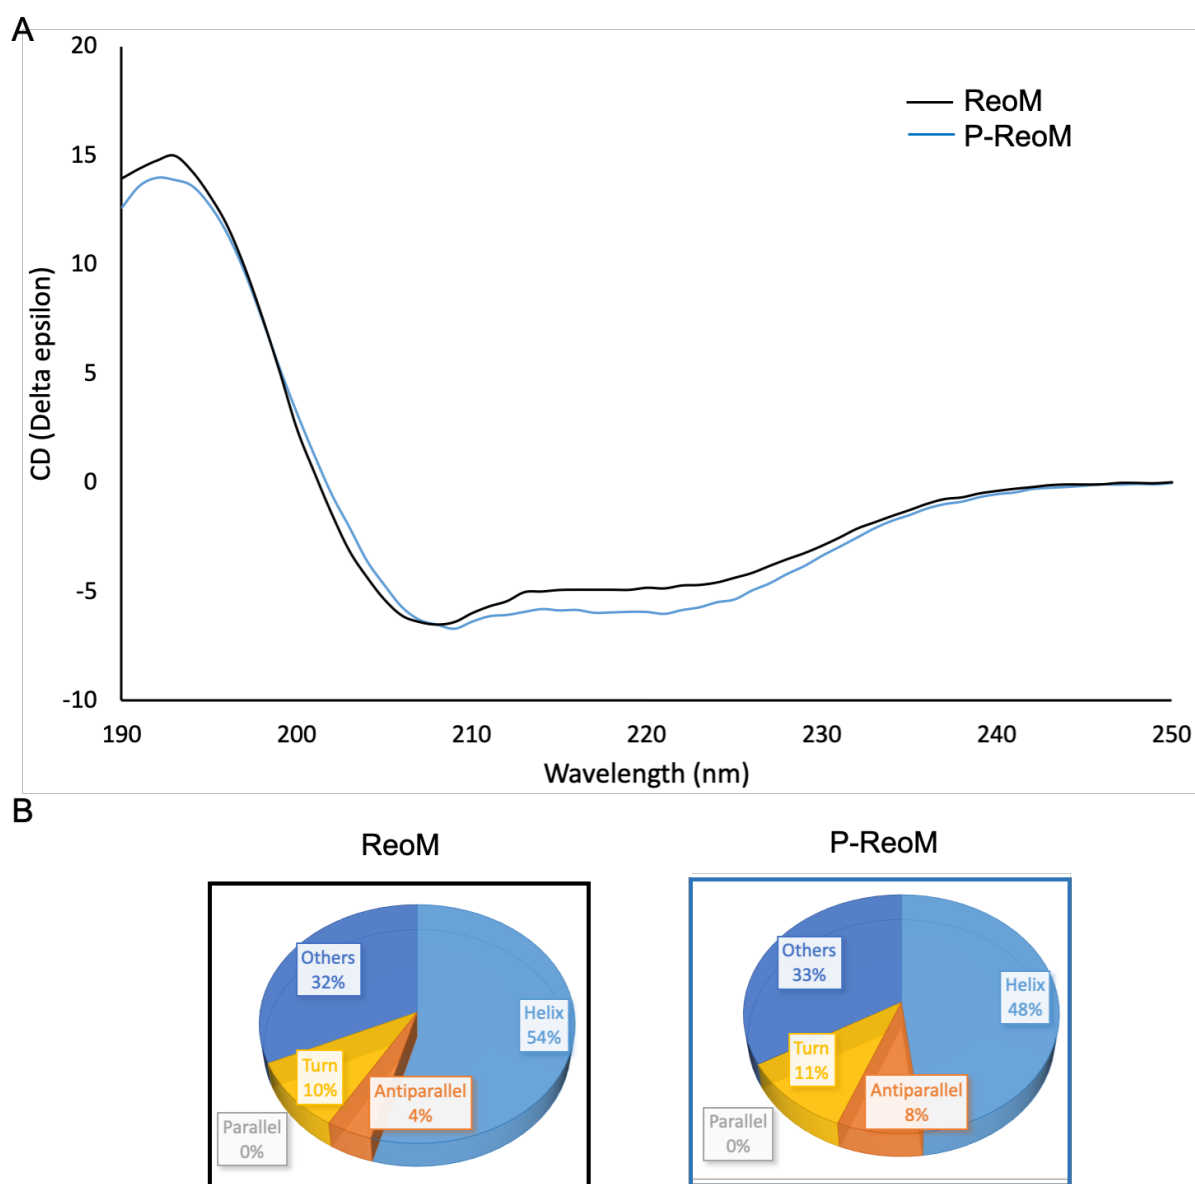 A
20
15
10
5
0
-5
-10
CD (Delta epsilon)
ReoM
P-ReoM
190 200 210 220 230 240 250
Wavelength (nm)
B
ReoM
Others
32%
Helix
54%
Turn
10%
Antiparallel
4%
Parallel
0%
P-ReoM
Others
33%
Helix
48%
Turn
11%
Antiparallel
8%
Parallel
0%